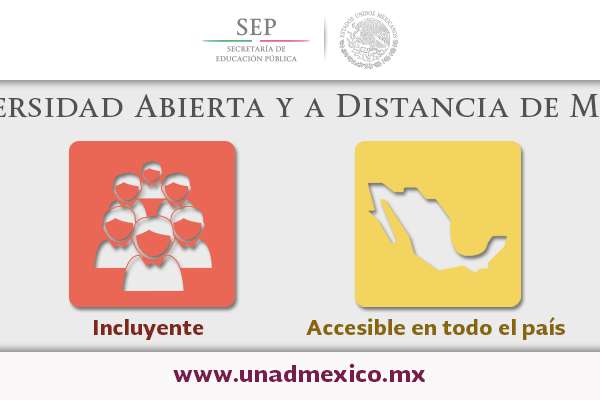 SEP
SECRETARÍA DE
EDUCACIÓN PÚBLICA
ESTADOS UNIDOS MEXICANOS
ERSIDAD ABIERTA Y A DISTANCIA DE M
Incluyente
Accesible en todo el país
www.unadmexico.mx